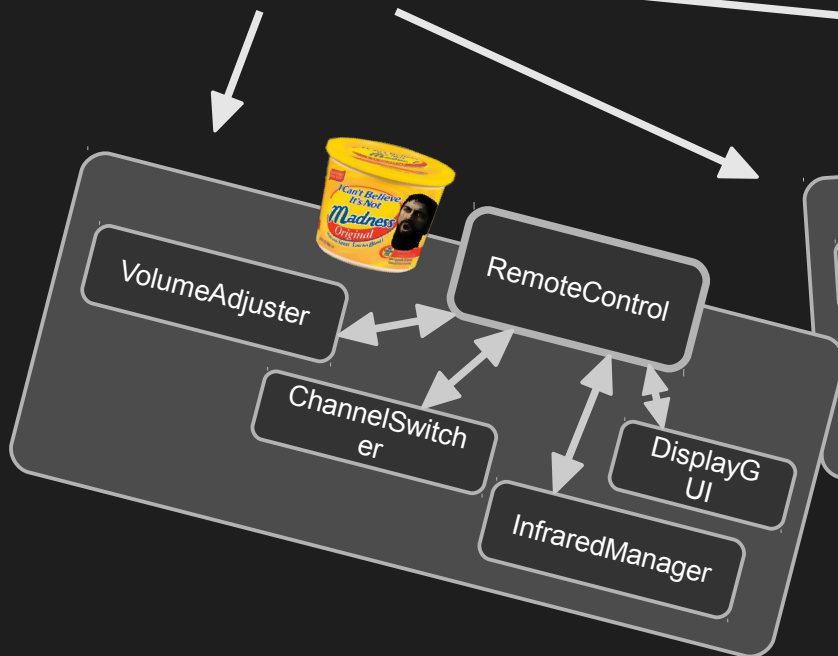 I Can't Believe
It's Not
Madness
Original
VolumeAdjuster
RemoteControl
ChannelSwitch
er
DisplayG
UI
InfraredManager